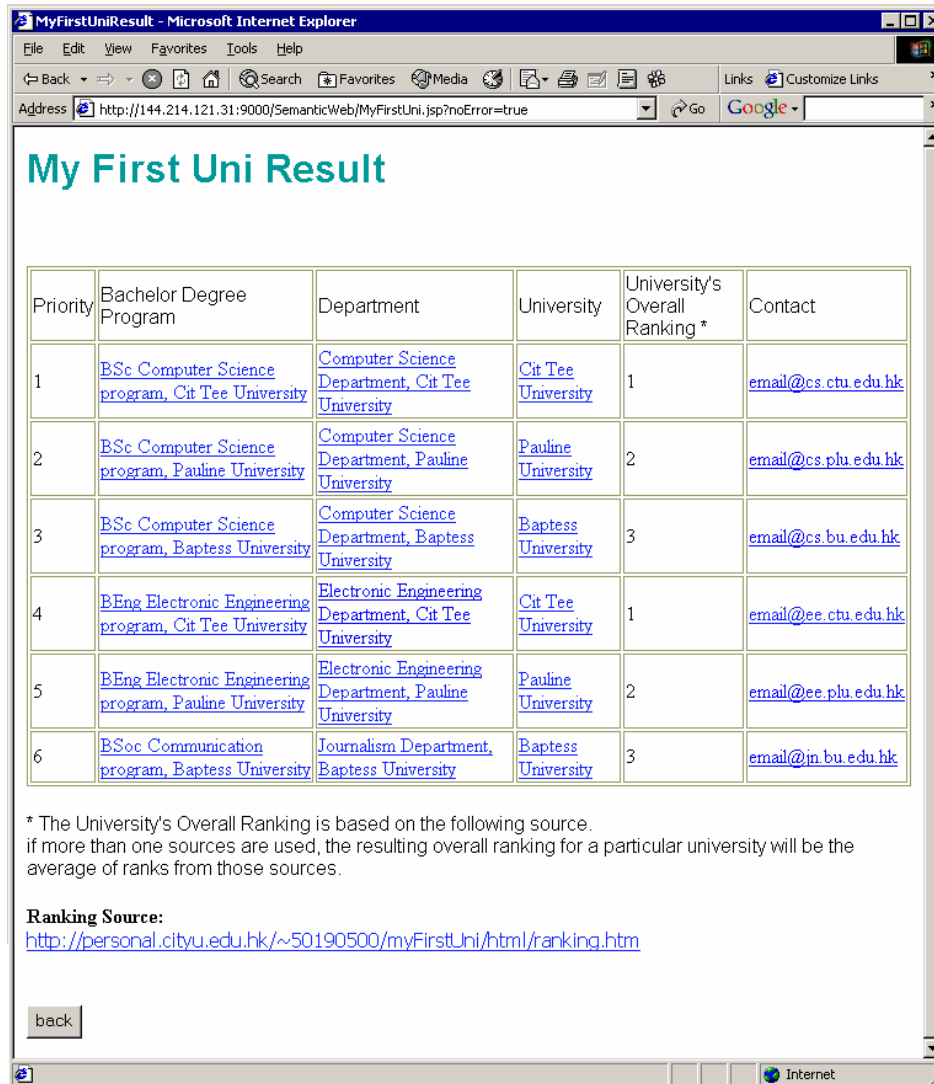 MyFirstUniResult - Microsoft Internet Explorer
File Edit View Favorites Tools Help
Back Search Favorites Media Links Customize Links
Address http://144.214.121.31:9000/SemanticWeb/MyFirstUni.jsp?noError=true Go Google
My First Uni Result
Priority
Bachelor Degree
Program
Department
University
University's
Overall
Ranking *
Contact
1
BSc Computer Science
program, Cit Tee University
Computer Science
Department, Cit Tee
University
Cit Tee
University
1
email@cs.ctu.edu.hk
2
BSc Computer Science
program, Pauline University
Computer Science
Department, Pauline
University
Pauline
University
2
email@cs.plu.edu.hk
3
BSc Computer Science
program, Baptess University
Computer Science
Department, Baptess
University
Baptess
University
3
email@cs.bu.edu.hk
4
BEng Electronic Engineering
program, Cit Tee University
Electronic Engineering
Department, Cit Tee
University
Cit Tee
University
1
email@ee.ctu.edu.hk
5
BEng Electronic Engineering
program, Pauline University
Electronic Engineering
Department, Pauline
University
Pauline
University
2
email@ee.plu.edu.hk
6
BSoc Communication
program, Baptess University
Journalism Department,
Baptess University
Baptess
University
3
email@jn.bu.edu.hk
* The University's Overall Ranking is based on the following source.
if more than one sources are used, the resulting overall ranking for a particular university will be the
average of ranks from those sources.
Ranking Source:
http://personal.cityu.edu.hk/~50190500/myFirstUni/html/ranking.htm
back
Internet